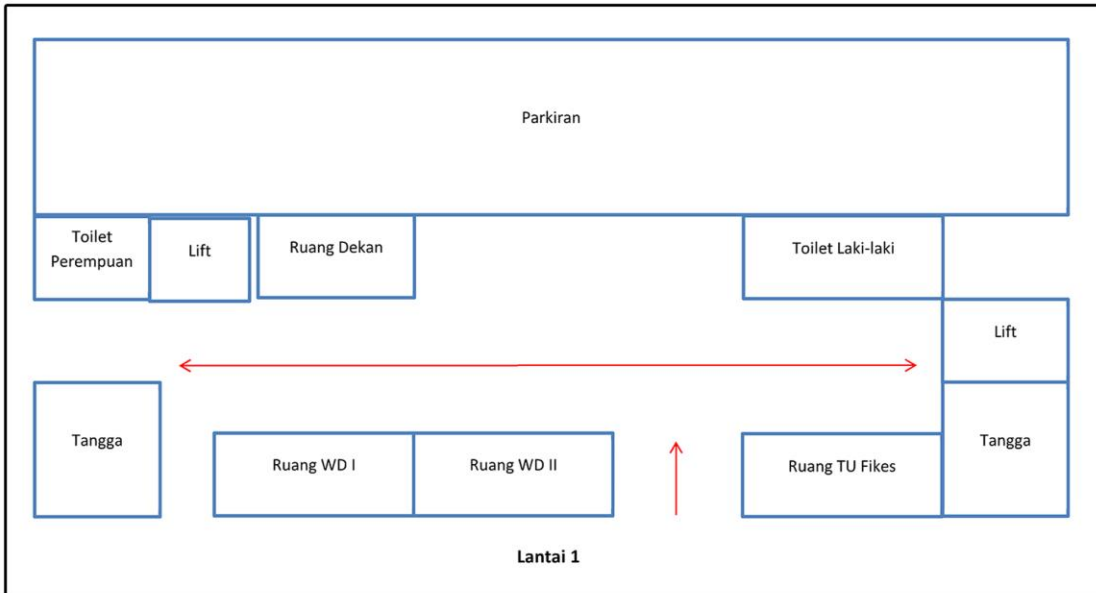 Parkiran
Toilet
Perempuan
Lift
Ruang Dekan
Toilet Laki-laki
Lift
Tangga
Ruang WD I
Ruang WD II
Ruang TU Fikes
Tangga
Lantai 1